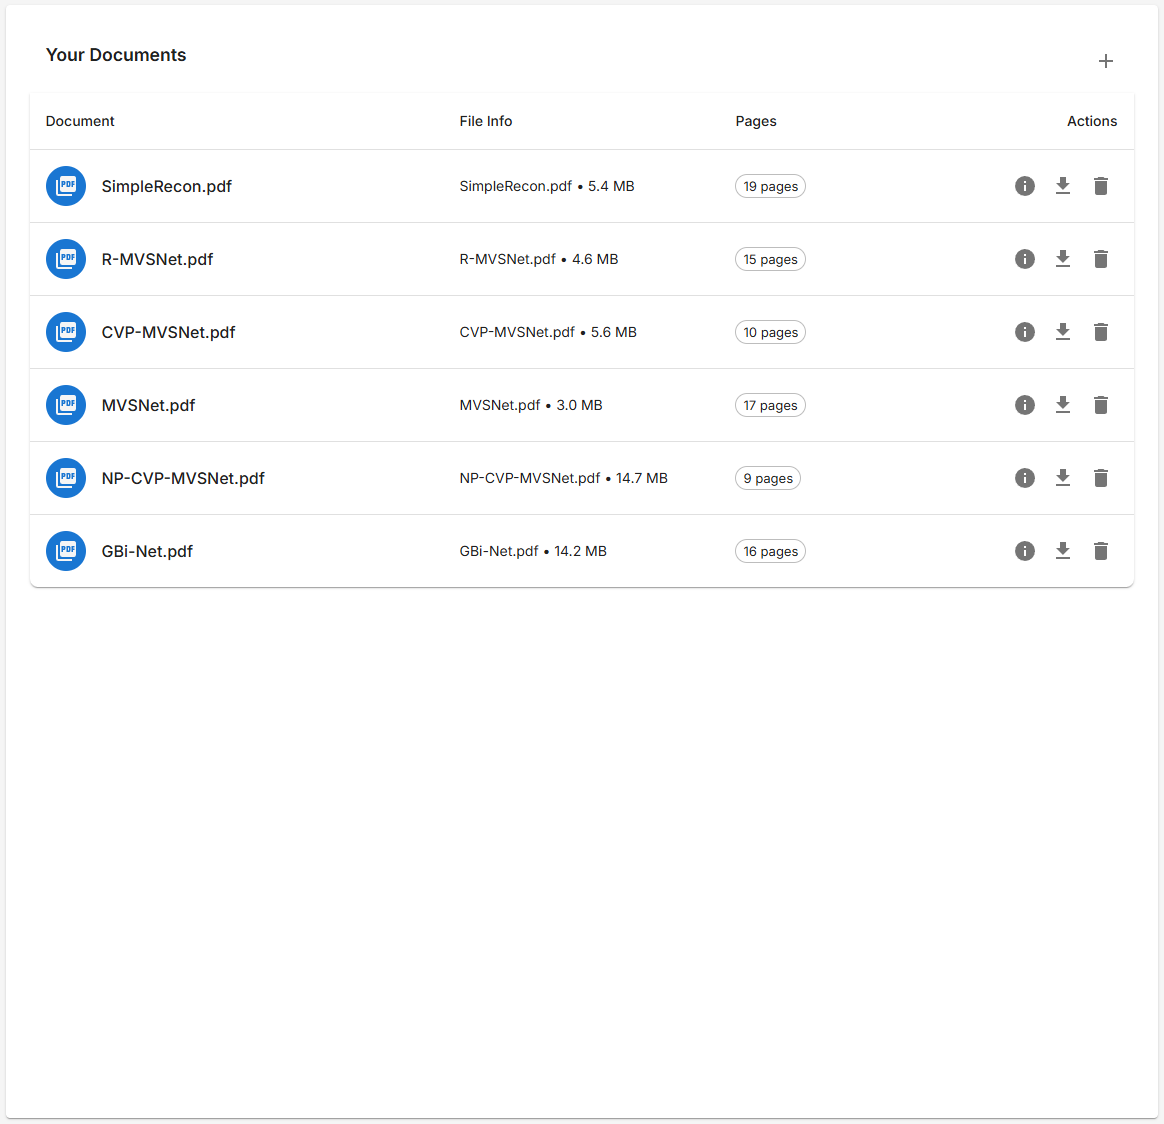 Your Documents
Document File Info Pages Actions
PDF SimpleRecon.pdf SimpleRecon.pdf • 5.4 MB 19 pages
PDF R-MVSNet.pdf R-MVSNet.pdf • 4.6 MB 15 pages
PDF CVP-MVSNet.pdf CVP-MVSNet.pdf • 5.6 MB 10 pages
PDF MVSNet.pdf MVSNet.pdf • 3.0 MB 17 pages
PDF NP-CVP-MVSNet.pdf NP-CVP-MVSNet.pdf • 14.7 MB 9 pages
PDF GBi-Net.pdf GBi-Net.pdf • 14.2 MB 16 pages